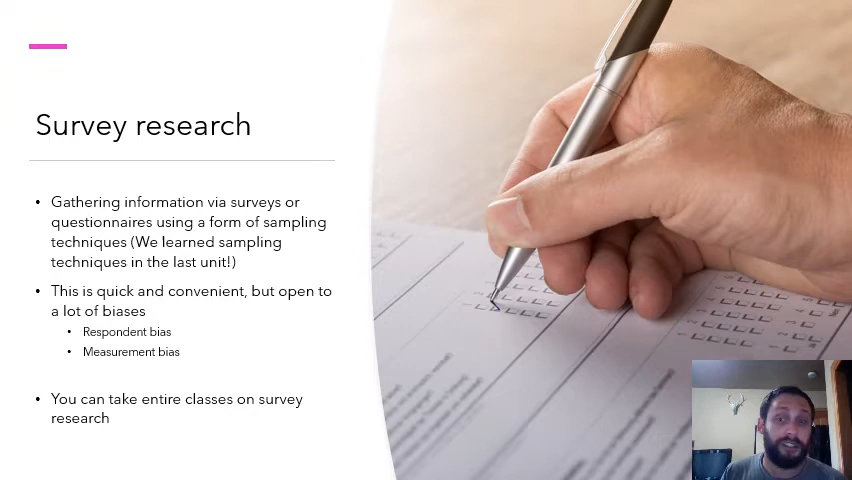 Survey research
• Gathering information via surveys or
questionnaires using a form of sampling
techniques (We learned sampling
techniques in the last unit!)
• This is quick and convenient, but open to
a lot of biases
• Respondent bias
• Measurement bias
• You can take entire classes on survey
research